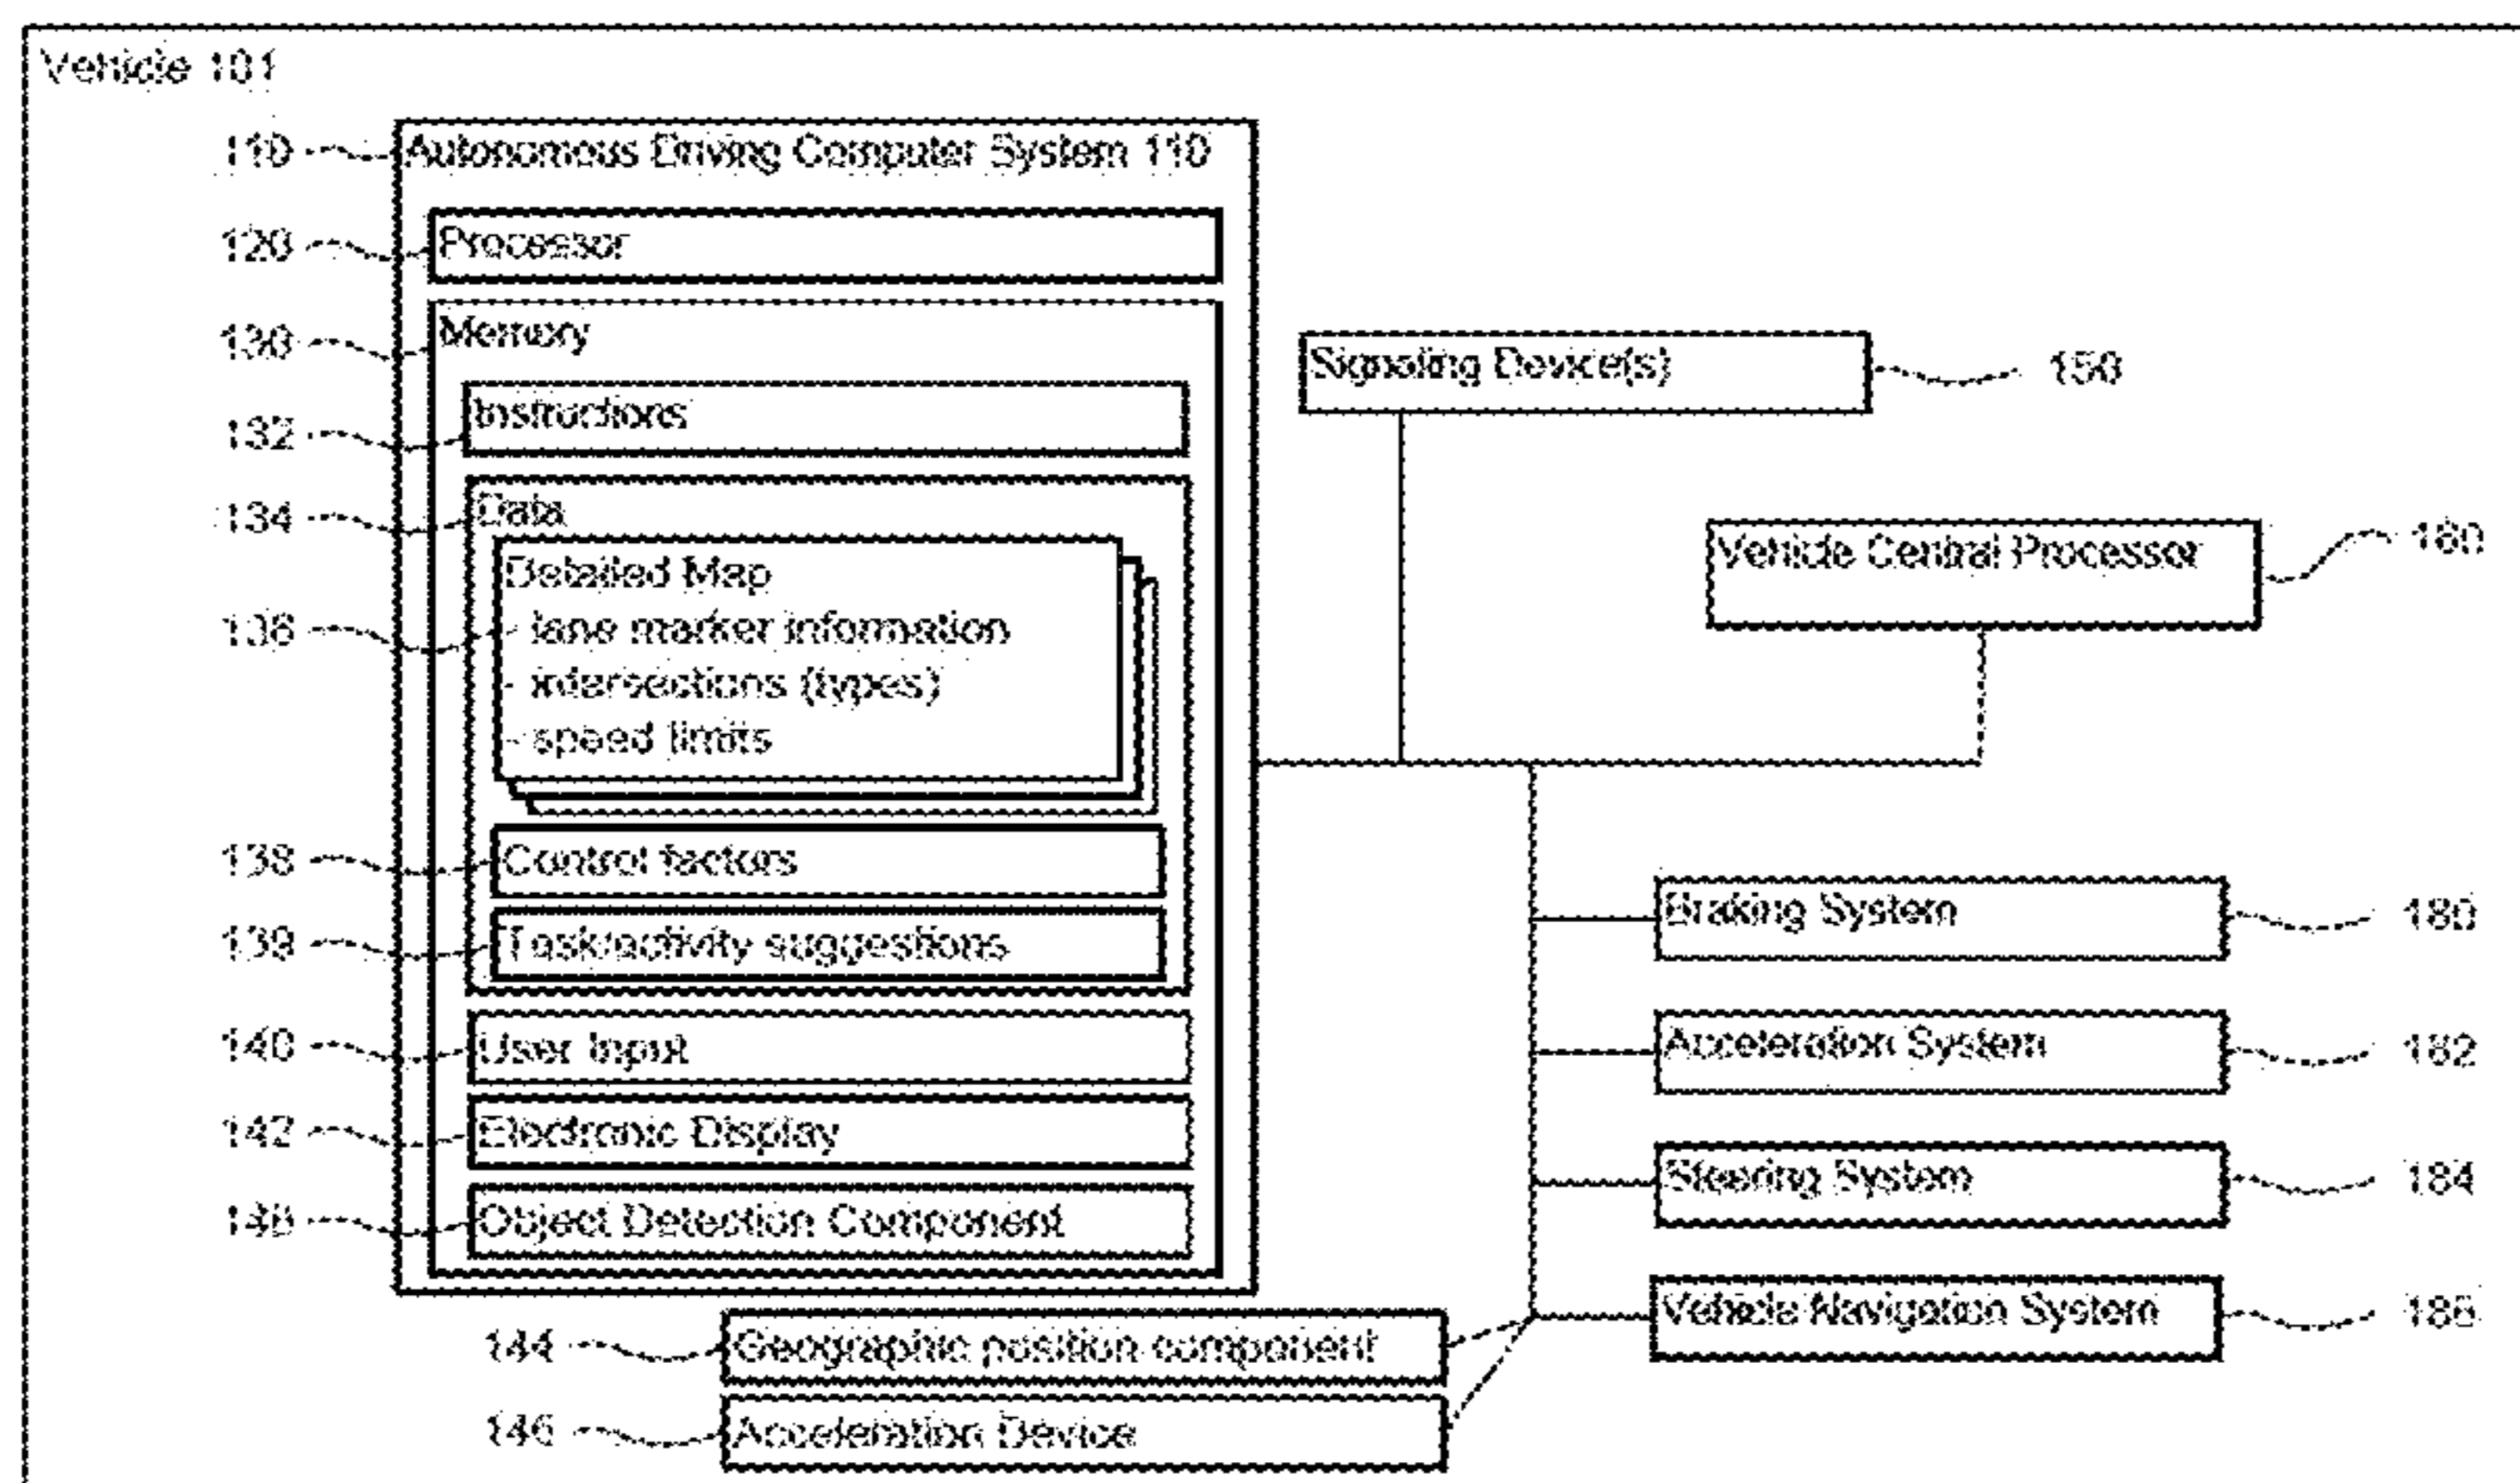 Vehicle 101
110 Autonomous Driving Computer System 110
120 Processor
130 Memory
Signaling Device(s) 150
132 Instructions
134 Data
Vehicle Central Processor 160
Detailed Map
136 - lane marker information
- intersections (types)
- speed limits
138 Control factors
Braking System 180
139 Task/activity suggestions
140 User Input
Acceleration System 182
142 Electronic Display
Steering System 184
148 Object Detection Component
Vehicle Navigation System
144 Geographic position component
146 Acceleration Device